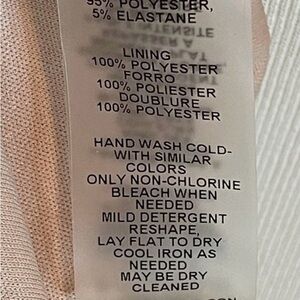 95% POLYESTER,
5% ELASTANE
LINING
100% POLYESTER
FORRO
100% POLIESTER
DOUBLURE
100% POLYESTER
HAND WASH COLD-
WITH SIMILAR
COLORS
ONLY NON-CHLORINE
BLEACH WHEN
NEEDED
MILD DETERGENT
RESHAPE,
LAY FLAT TO DRY
COOL IRON AS
NEEDED
MAY BE DRY
CLEANED